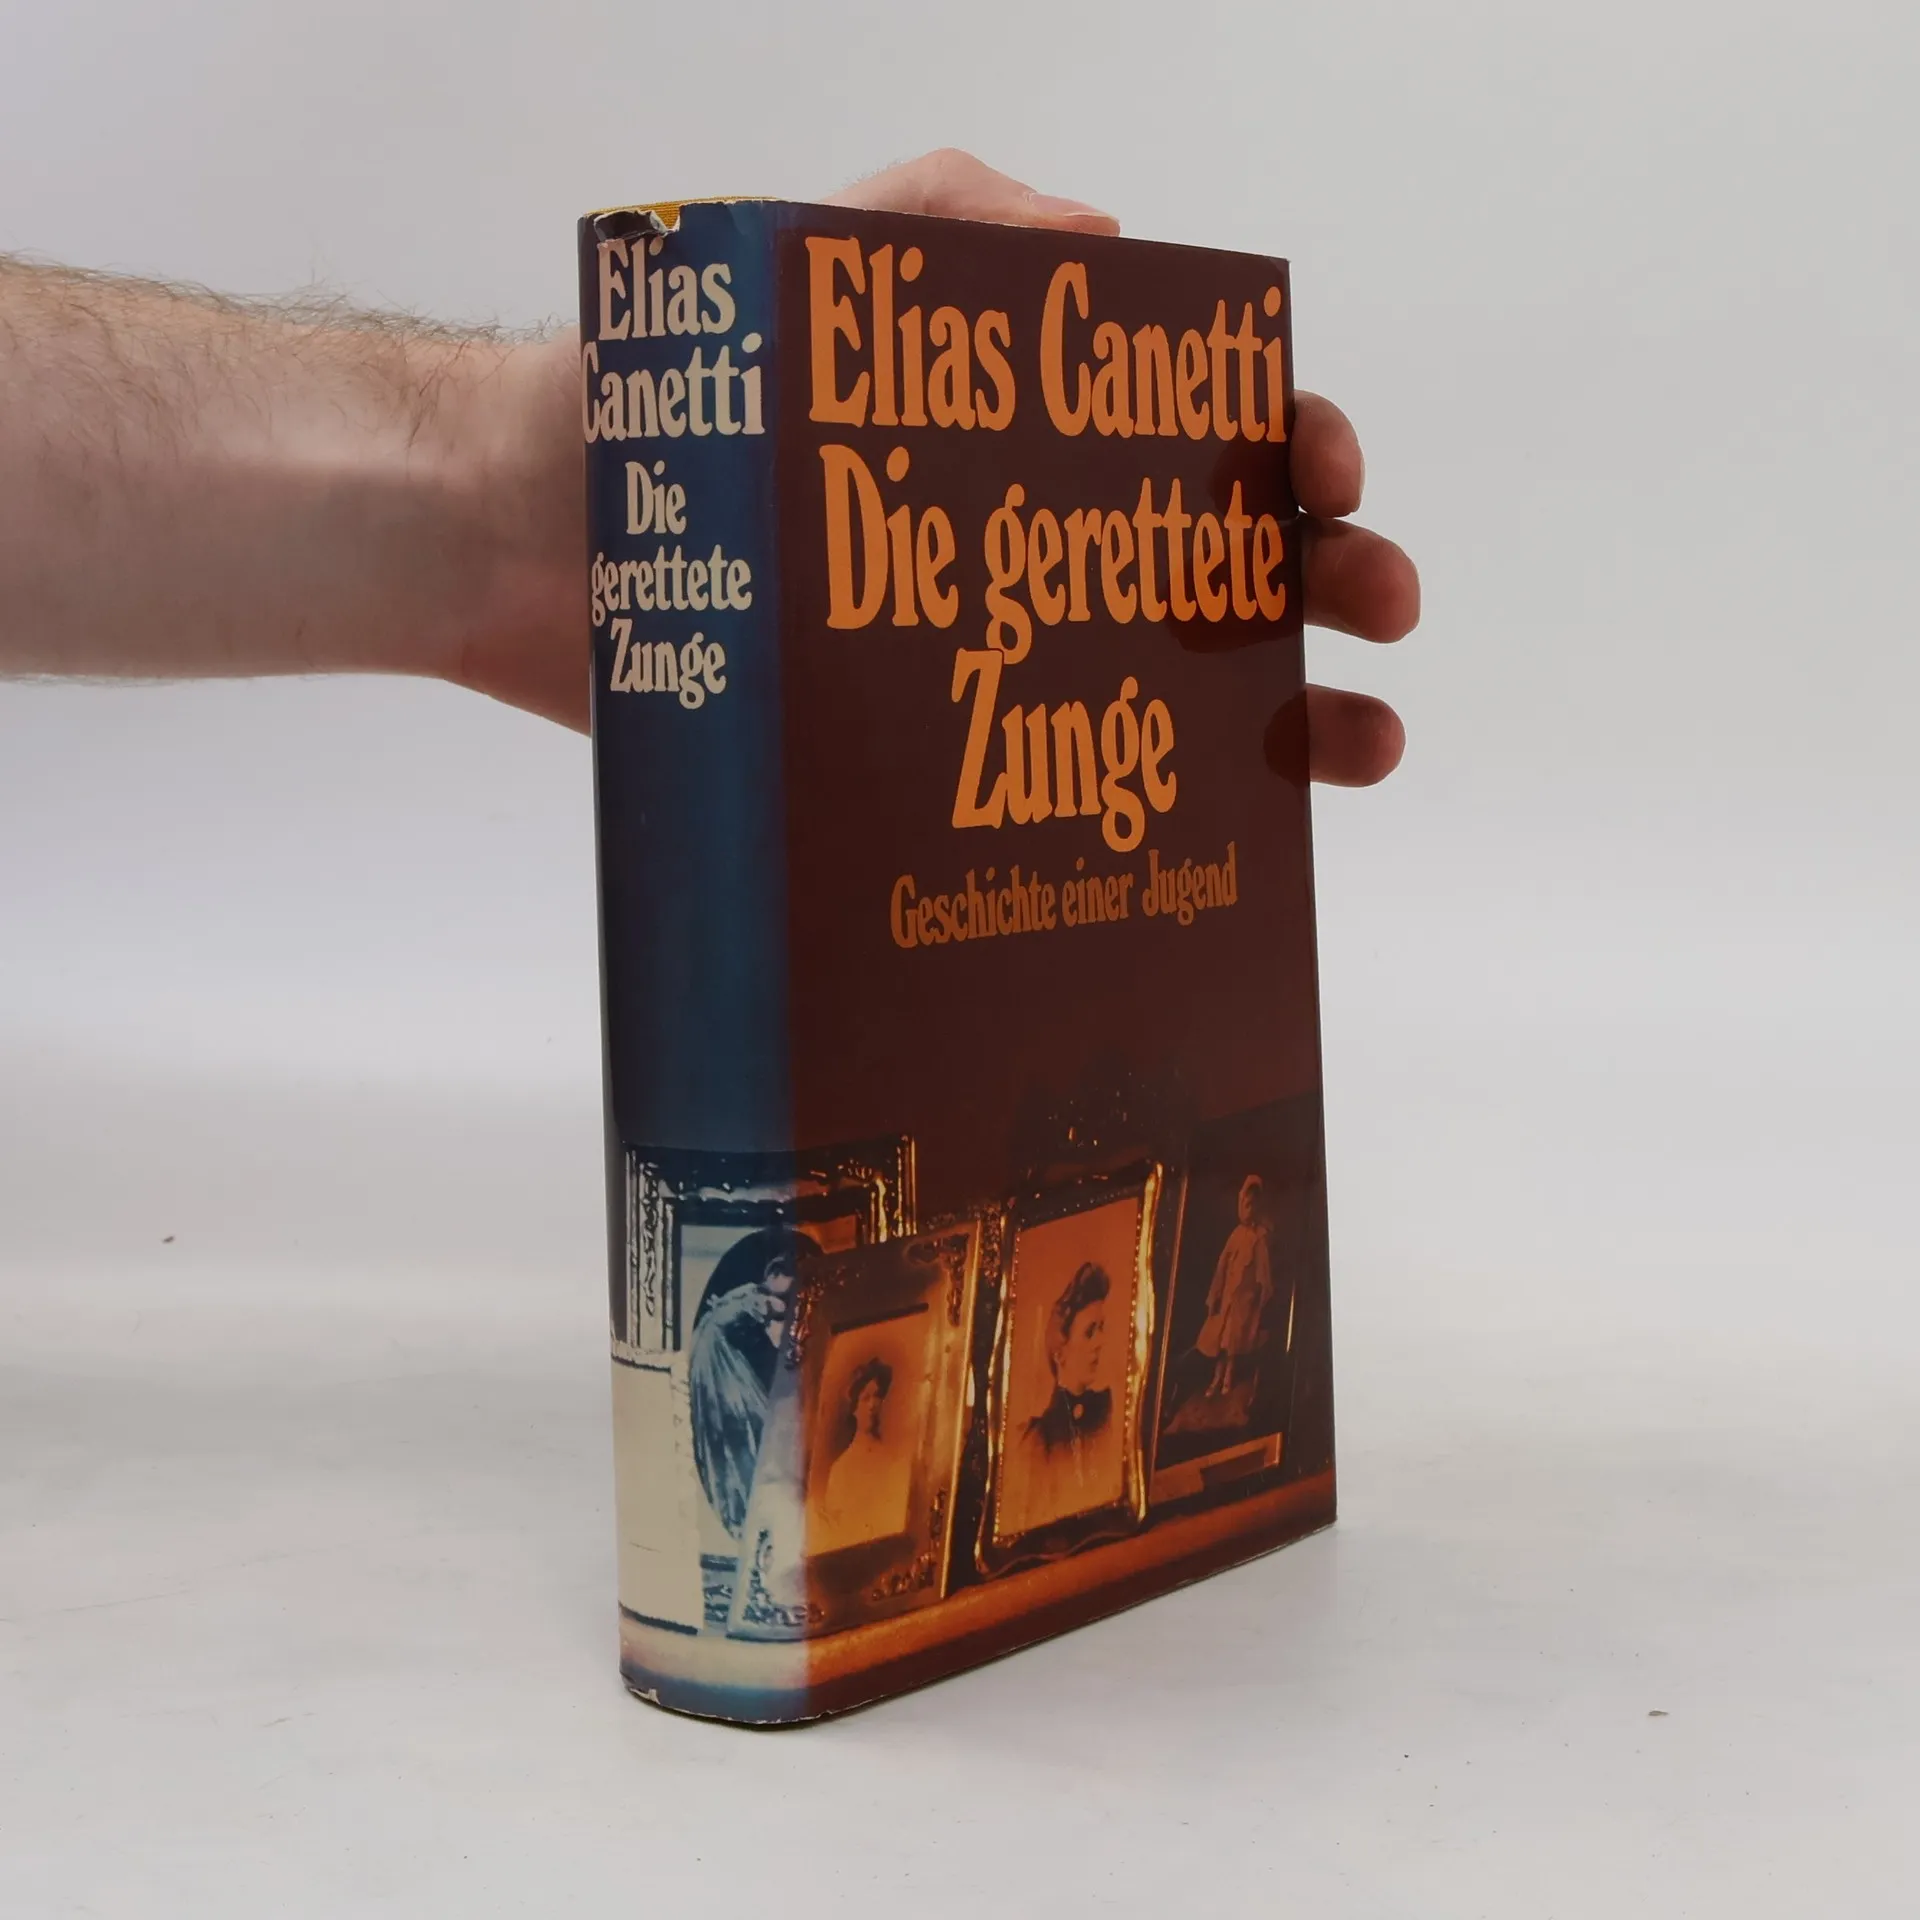 Elias
Canetti
Die
gerettete
Zunge
Elias Canetti
Die gerettete
Zunge
Geschichte einer Jugend